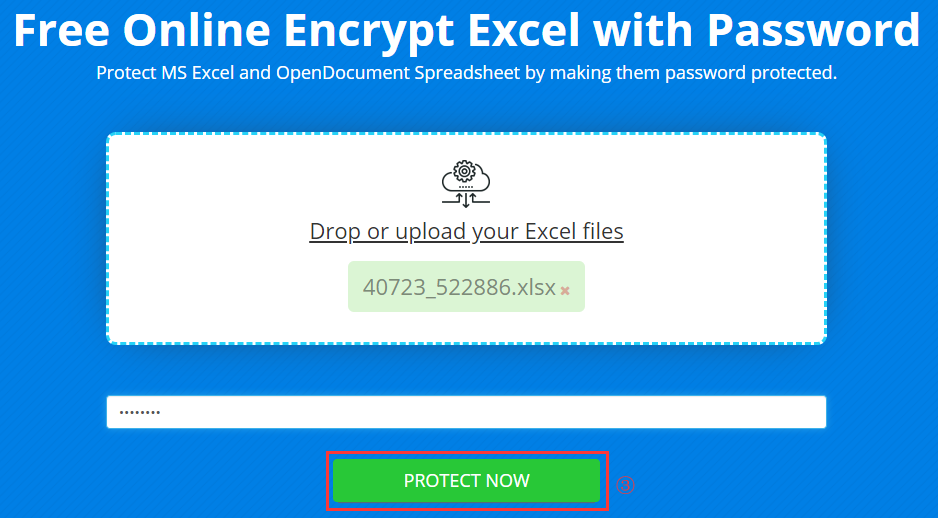 Free Online Encrypt Excel with Password
Protect MS Excel and OpenDocument Spreadsheet by making them password protected.
Drop or upload your Excel files
40723_522886.xlsx
PROTECT NOW